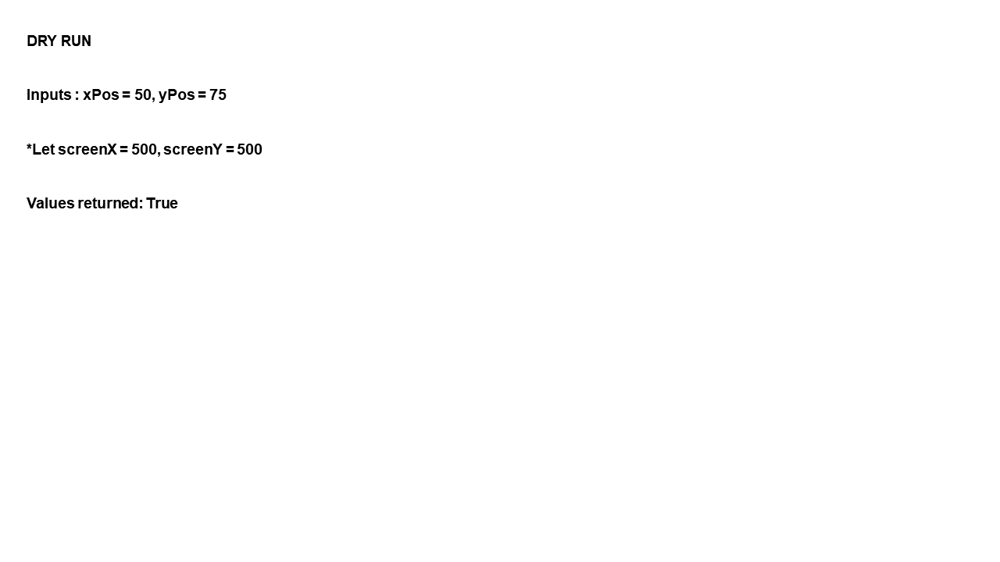 DRY RUN
Inputs : xPos = 50, yPos = 75
*Let screenX = 500, screenY = 500
Values returned: True